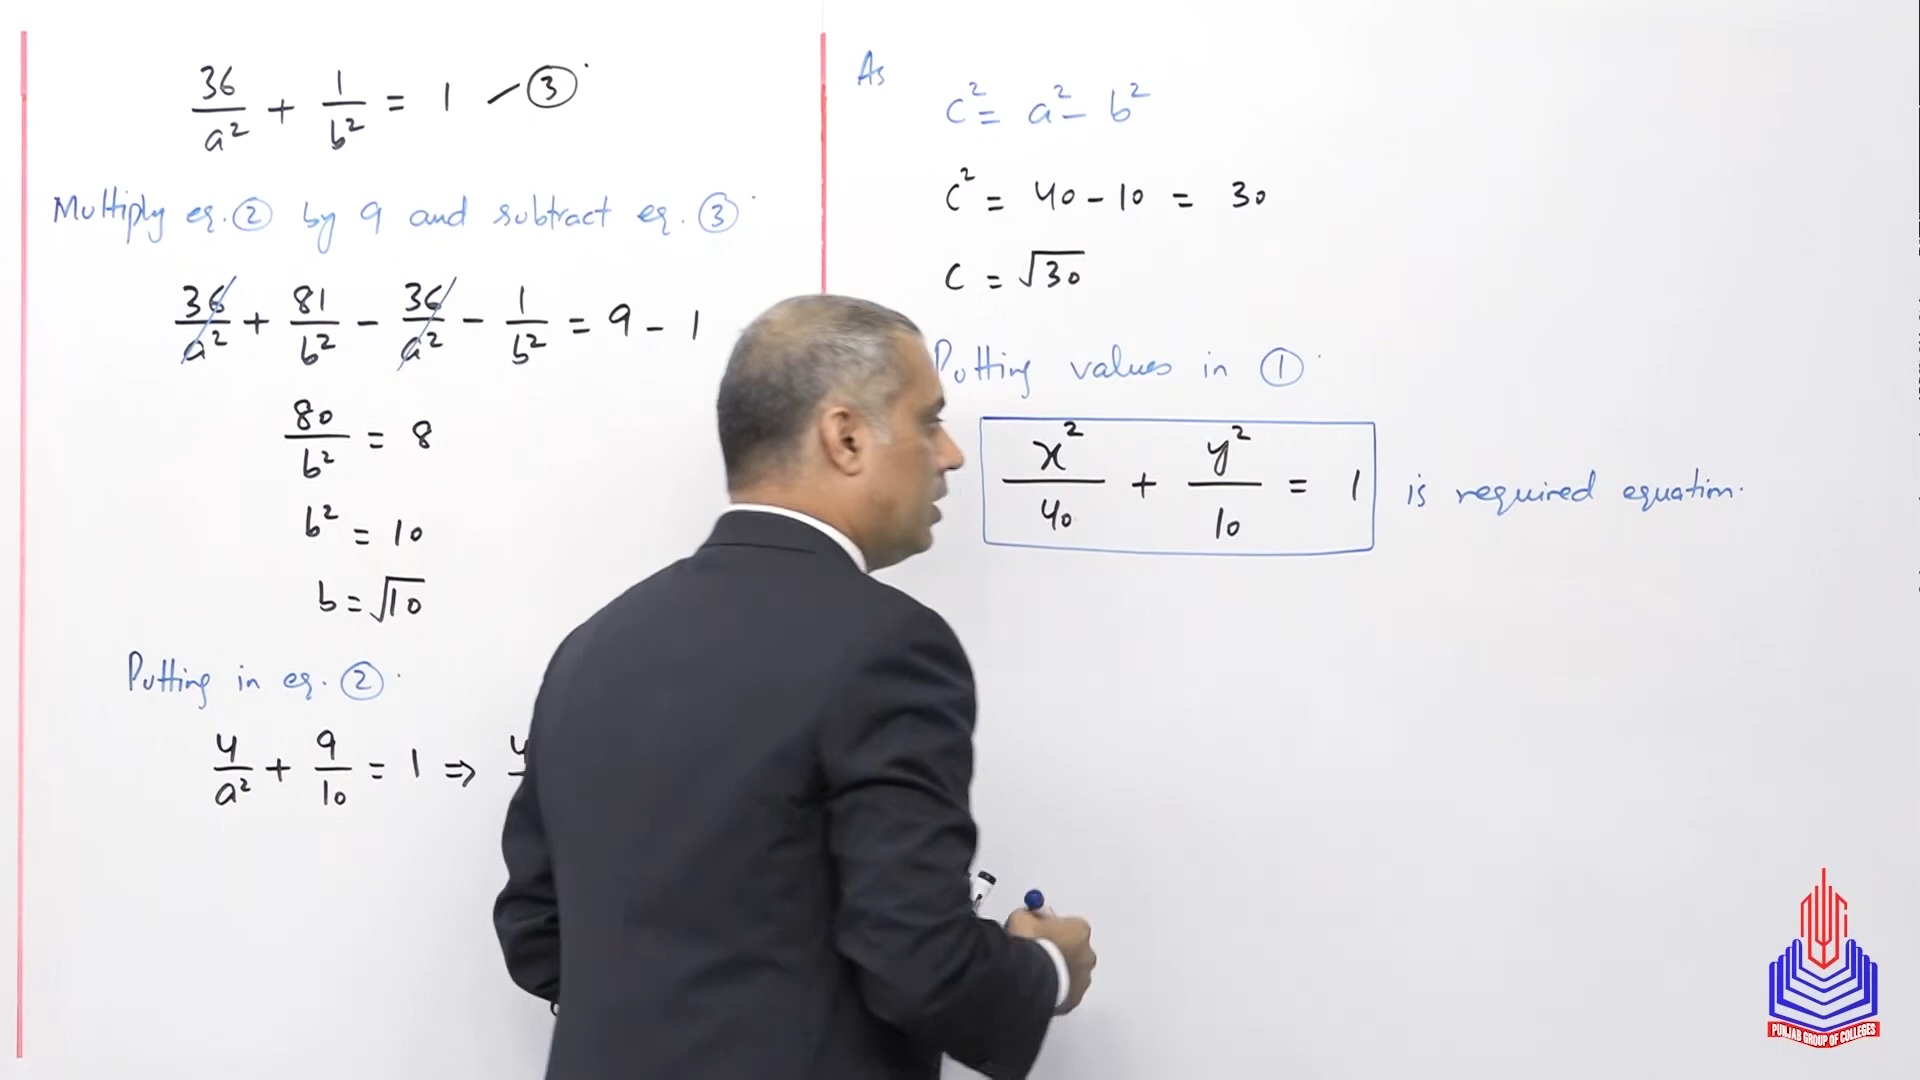 36/a² + 1/b² = 1 — ③
Multiply eq. ② by 9 and subtract eq. ③
36/a² + 81/b² - 36/a² - 1/b² = 9 - 1
80/b² = 8
b² = 10
b = √10
Putting in eq. ②
4/a² + 9/10 = 1 ⇒ 4
As
c² = a² - b²
c² = 40 - 10 = 30
c = √30
Putting values in ①
x²/40 + y²/10 = 1 is required equation.
PUNJAB GROUP OF COLLEGES